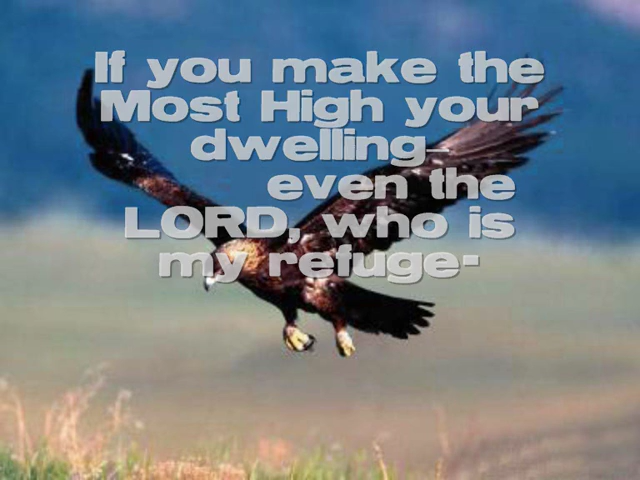 If you make the
Most High your
dwelling-
even the
LORD, who is
my refuge-